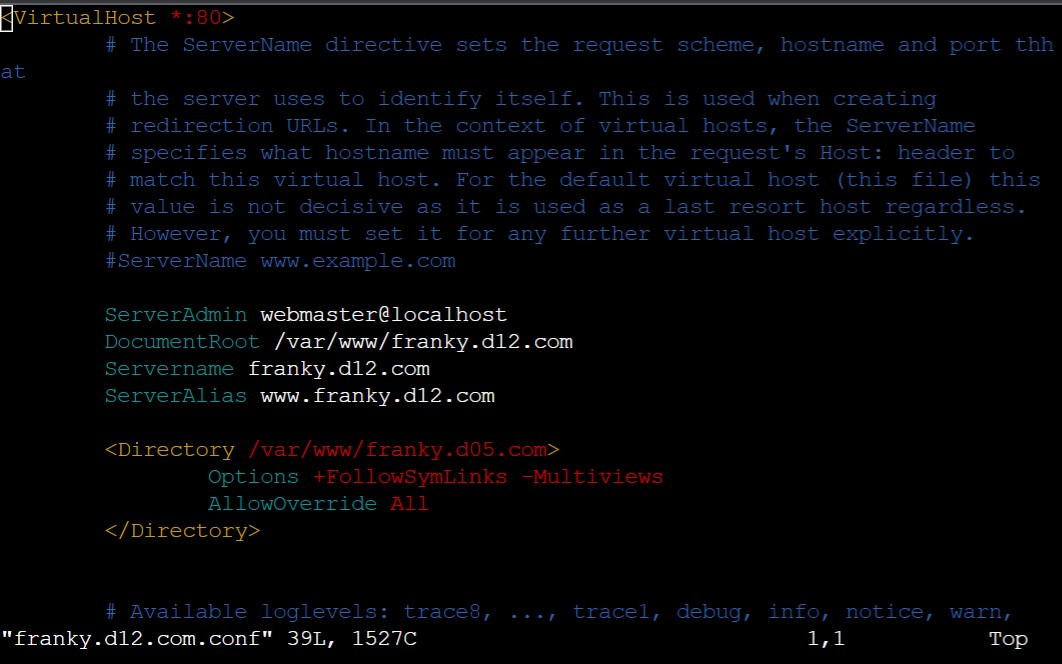 <VirtualHost *:80>
# The ServerName directive sets the request scheme, hostname and port thh
at
# the server uses to identify itself. This is used when creating
# redirection URLs. In the context of virtual hosts, the ServerName
# specifies what hostname must appear in the request's Host: header to
# match this virtual host. For the default virtual host (this file) this
# value is not decisive as it is used as a last resort host regardless.
# However, you must set it for any further virtual host explicitly.
#ServerName www.example.com
ServerAdmin webmaster@localhost
DocumentRoot /var/www/franky.d12.com
Servername franky.d12.com
ServerAlias www.franky.d12.com
<Directory /var/www/franky.d05.com>
Options +FollowSymLinks -Multiviews
AllowOverride All
</Directory>
# Available loglevels: trace8, ..., trace1, debug, info, notice, warn,
"franky.d12.com.conf" 39L, 1527C 1,1 Top